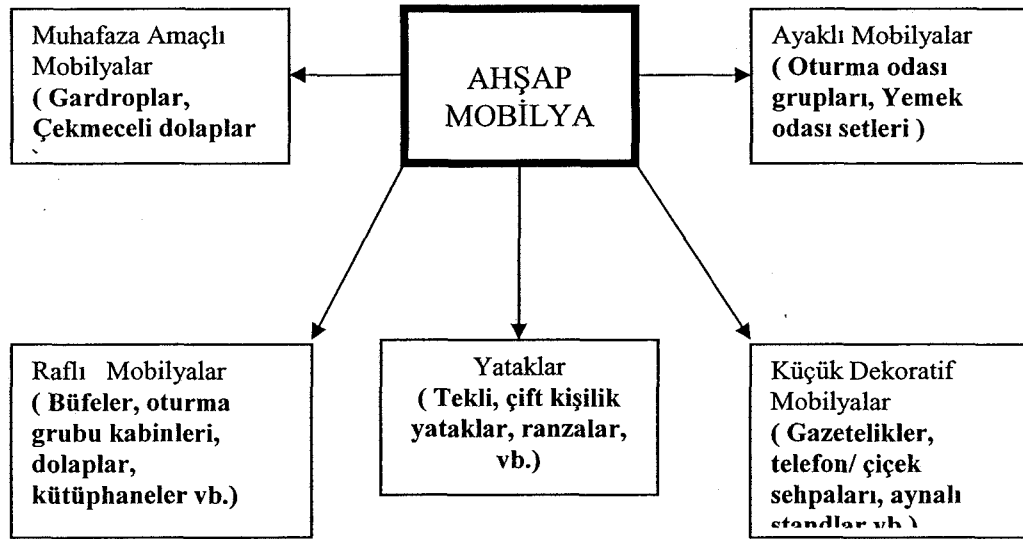 Muhafaza Amaçlı
Mobilyalar
( Gardroplar,
Çekmeceli dolaplar
AHŞAP
MOBİLYA
Ayaklı Mobilyalar
( Oturma odası
grupları, Yemek
odası setleri )
Raflı Mobilyalar
( Büfeler, oturma
grubu kabinleri,
dolaplar,
kütüphaneler vb.)
Yataklar
( Tekli, çift kişilik
yataklar, ranzalar,
vb.)
Küçük Dekoratif
Mobilyalar
( Gazetelikler,
telefon/ çiçek
sehpaları, aynalı
standlar vb.)